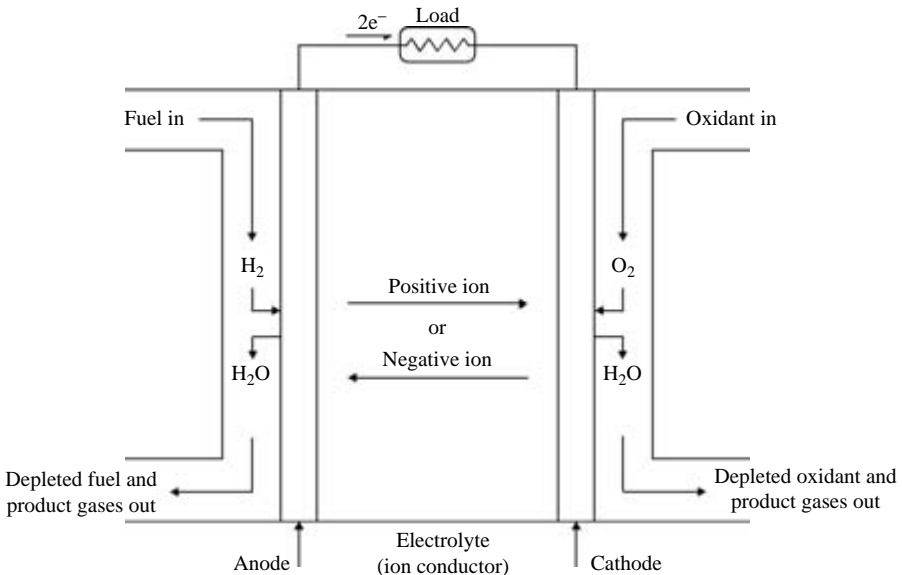 2e⁻
Load
Fuel in
Oxidant in
H₂
O₂
Positive ion
or
Negative ion
H₂O
H₂O
Depleted fuel and
product gases out
Depleted oxidant and
product gases out
Anode
Electrolyte
(ion conductor)
Cathode